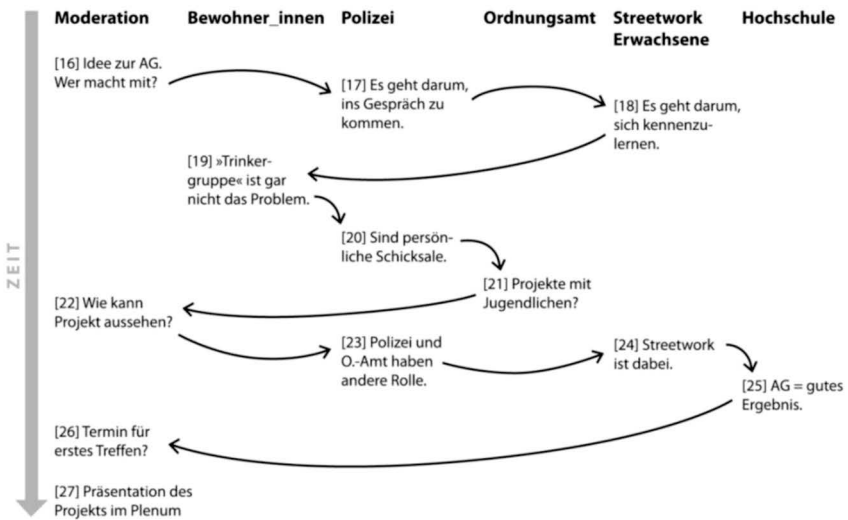 Moderation
Bewohner_innen
Polizei
Ordnungsamt
Streetwork
Erwachsene
Hochschule
[16] Idee zur AG.
Wer macht mit?
[17] Es geht darum,
ins Gespräch zu
kommen.
[18] Es geht darum,
sich kennenzu-
lernen.
[19] »Trinker-
gruppe« ist gar
nicht das Problem.
[20] Sind persön-
liche Schicksale.
[21] Projekte mit
Jugendlichen?
[22] Wie kann
Projekt aussehen?
[23] Polizei und
O.-Amt haben
andere Rolle.
[24] Streetwork
ist dabei.
[25] AG = gutes
Ergebnis.
[26] Termin für
erstes Treffen?
[27] Präsentation des
Projekts im Plenum
ZEIT